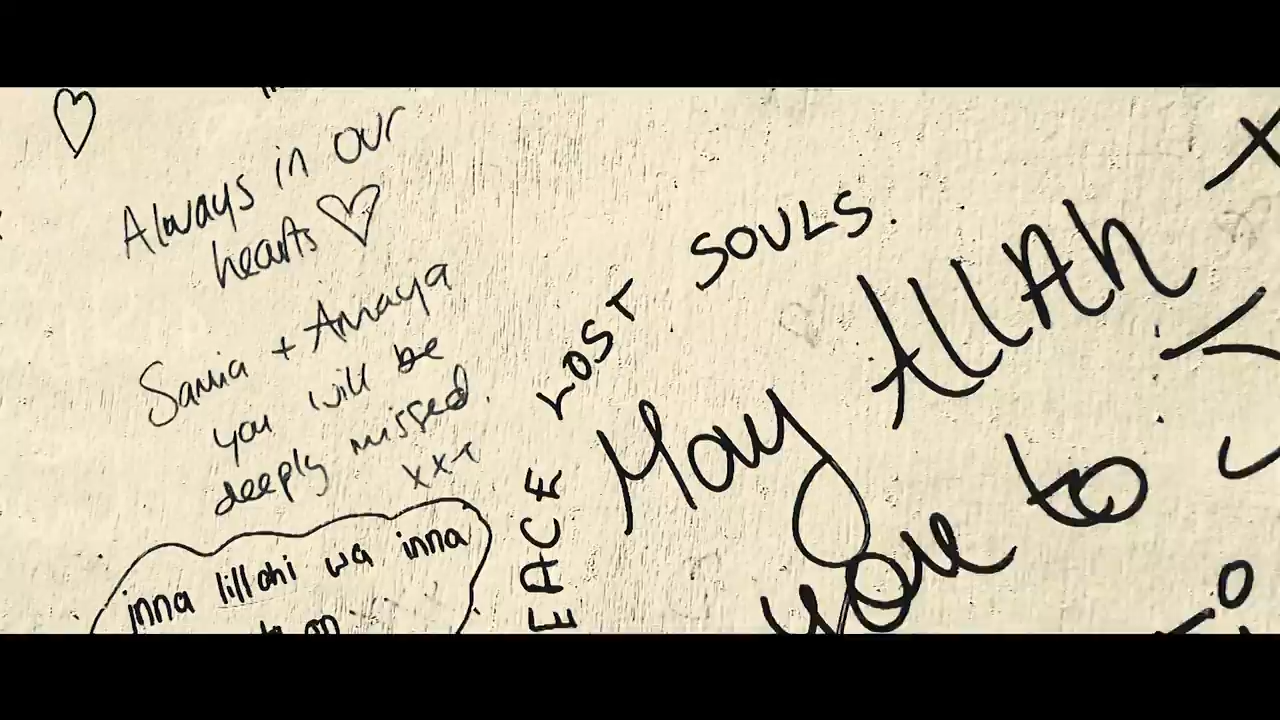 Always in our
hearts
Samia + Amaya
you will be
deeply missed.
xxx
inna lillahi wa inna
EACE LOST SOULS.
May ALLAh
you to